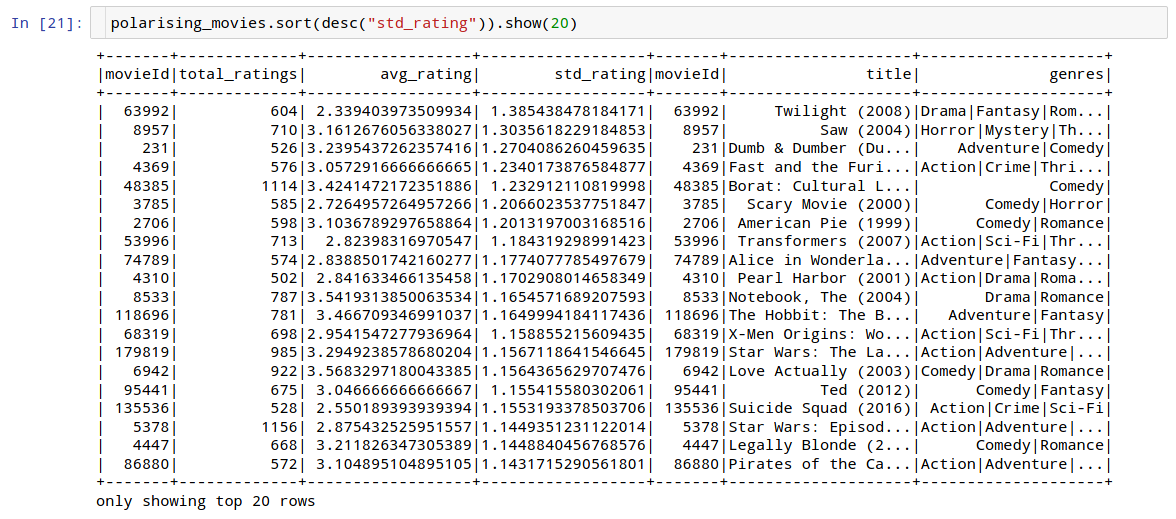 In [21]: polarising_movies.sort(desc("std_rating")).show(20)
+-------+-------------+------------------+------------------+-------+--------------------+--------------------+
|movieId|total_ratings|        avg_rating|        std_rating|movieId|               title|              genres|
+-------+-------------+------------------+------------------+-------+--------------------+--------------------+
|  63992|          604| 2.339403973509934| 1.385438478184171|  63992|     Twilight (2008)|Drama|Fantasy|Rom...|
|   8957|          710|3.1612676056338027|1.3035618229184853|   8957|          Saw (2004)|Horror|Mystery|Th...|
|    231|          526|3.2395437262357416|1.2704086260459635|    231|Dumb & Dumber (Du...|    Adventure|Comedy|
|   4369|          576|3.0572916666666665|1.2340173876584877|   4369|Fast and the Furi...|Action|Crime|Thri...|
|  48385|         1114|3.4241472172351886| 1.232912110819998|  48385|Borat: Cultural L...|              Comedy|
|   3785|          585|2.7264957264957266|1.2066023537751847|   3785|  Scary Movie (2000)|       Comedy|Horror|
|   2706|          598|3.1036789297658864|1.2013197003168516|   2706| American Pie (1999)|      Comedy|Romance|
|  53996|          713|  2.82398316970547| 1.184319298991423|  53996| Transformers (2007)|Action|Sci-Fi|Thr...|
|  74789|          574|2.8388501742160277|1.1774077785497679|  74789|Alice in Wonderla...|Adventure|Fantasy...|
|   4310|          502| 2.841633466135458|1.1702908014658349|   4310| Pearl Harbor (2001)|Action|Drama|Roma...|
|   8533|          787|3.5419313850063534|1.1654571689207593|   8533|Notebook, The (2004)|       Drama|Romance|
| 118696|          781| 3.466709346991037|1.1649994184117436| 118696|The Hobbit: The B...|   Adventure|Fantasy|
|  68319|          698|2.9541547277936964| 1.158855215609435|  68319|X-Men Origins: Wo...|Action|Sci-Fi|Thr...|
| 179819|          985|3.2949238578680204|1.1567118641546645| 179819|Star Wars: The La...|Action|Adventure|...|
|   6942|          922|3.5683297180043385|1.1564365629707476|   6942|Love Actually (2003)|Comedy|Drama|Romance|
|  95441|          675| 3.046666666666667| 1.155415580302061|  95441|          Ted (2012)|      Comedy|Fantasy|
| 135536|          528| 2.550189393939394|1.1553193378503706| 135536|Suicide Squad (2016)| Action|Crime|Sci-Fi|
|   5378|         1156| 2.875432525951557|1.1449351231122014|   5378|Star Wars: Episod...|Action|Adventure|...|
|   4447|          668| 3.211826347305389|1.1448840456768576|   4447|Legally Blonde (2...|      Comedy|Romance|
|  86880|          572| 3.104895104895105|1.1431715290561801|  86880|Pirates of the Ca...|Action|Adventure|...|
+-------+-------------+------------------+------------------+-------+--------------------+--------------------+
only showing top 20 rows